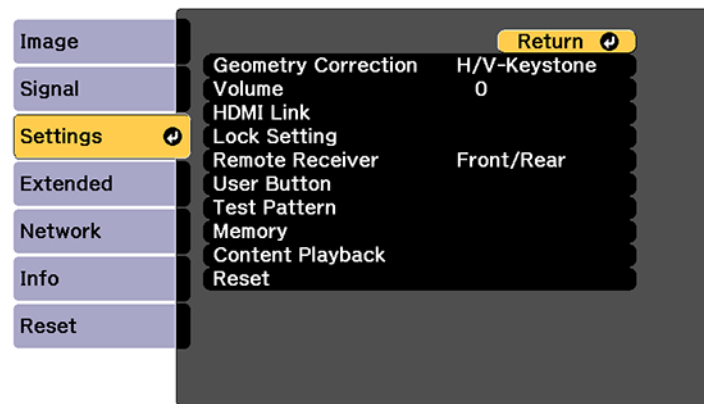 Image
Signal
Settings
Extended
Network
Info
Reset
Return
Geometry Correction H/V-Keystone
Volume 0
HDMI Link
Lock Setting
Remote Receiver Front/Rear
User Button
Test Pattern
Memory
Content Playback
Reset